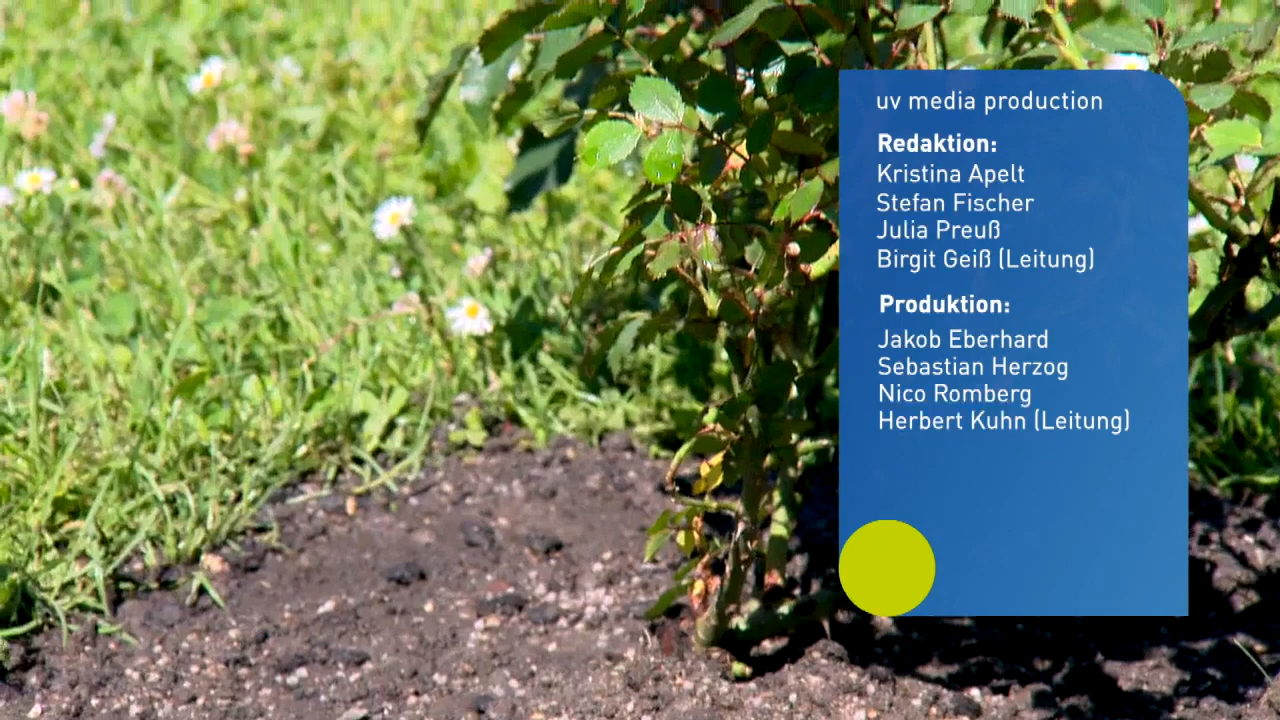 uv media production
Redaktion:
Kristina Apelt
Stefan Fischer
Julia Preuß
Birgit Geiß (Leitung)
Produktion:
Jakob Eberhard
Sebastian Herzog
Nico Romberg
Herbert Kuhn (Leitung)